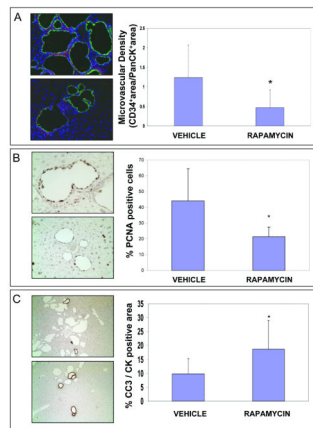 A
Microvascular Density
(CD34⁺area/PanCK⁺area)
2.5
2
1.5
1
0.5
0
*
VEHICLE
RAPAMYCIN
B
% PCNA positive cells
70
60
50
40
30
20
10
0
*
VEHICLE
RAPAMYCIN
C
% CC3 / CK positive area
35
30
25
20
15
10
5
0
*
VEHICLE
RAPAMYCIN